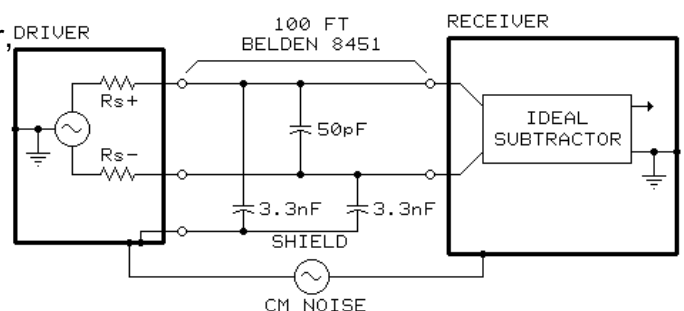 r,
DRIVER
100 FT
BELDEN 8451
RECEIVER
Rs+
50pF
IDEAL
SUBTRACTOR
Rs-
3.3nF
3.3nF
SHIELD
CM NOISE